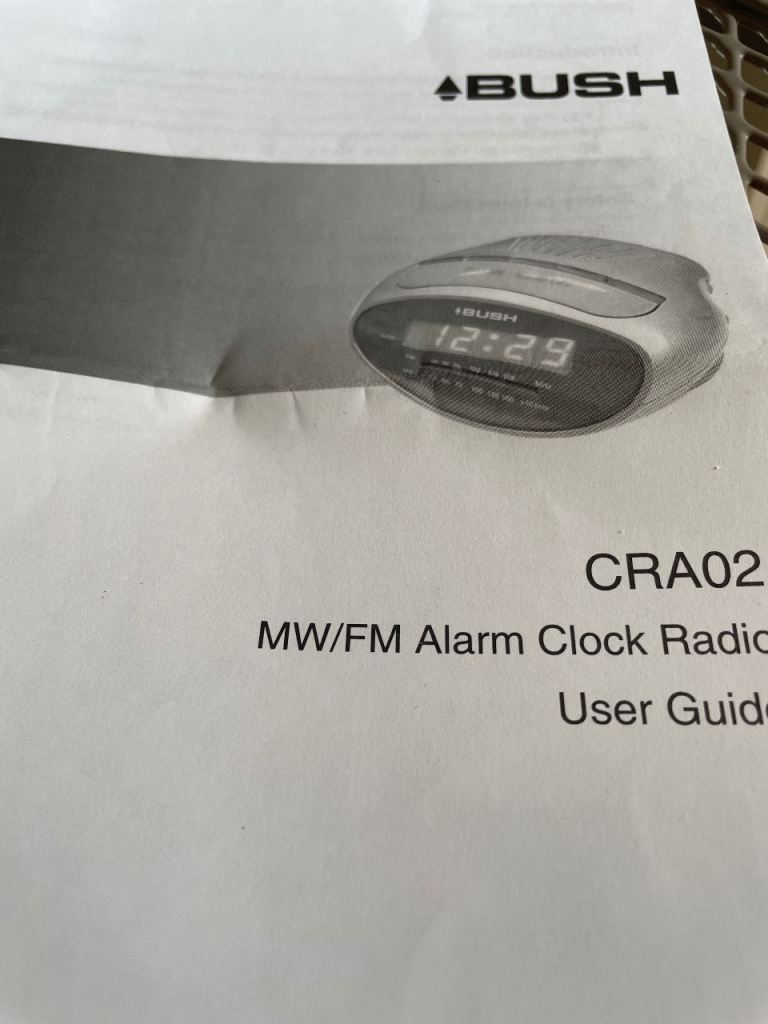 BUSH
BUSH
12:29
CRA02
MW/FM Alarm Clock Radio
User Guide